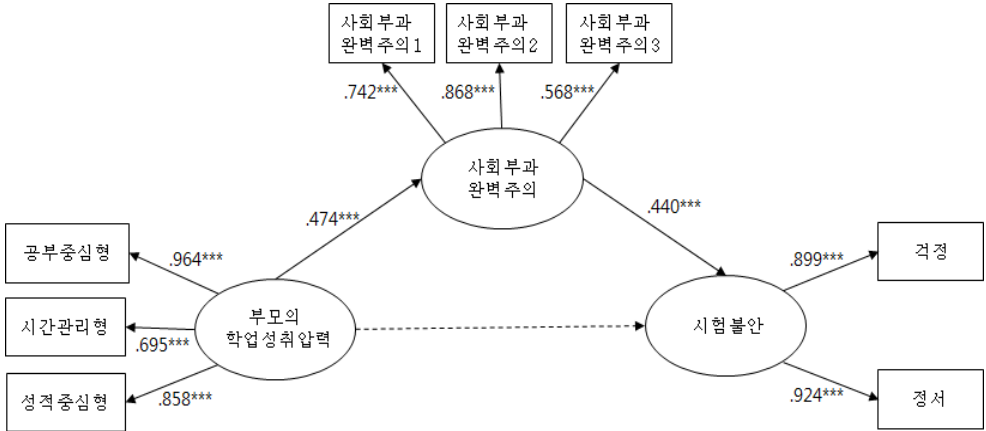 사회부과
완벽주의1
사회부과
완벽주의2
사회부과
완벽주의3
.742***
.868***
.568***
사회부과
완벽주의
.474***
.440***
공부중심형
.964***
시간관리형
.695***
성적중심형
.858***
부모의
학업성취압력
시험불안
.899***
걱정
.924***
정서